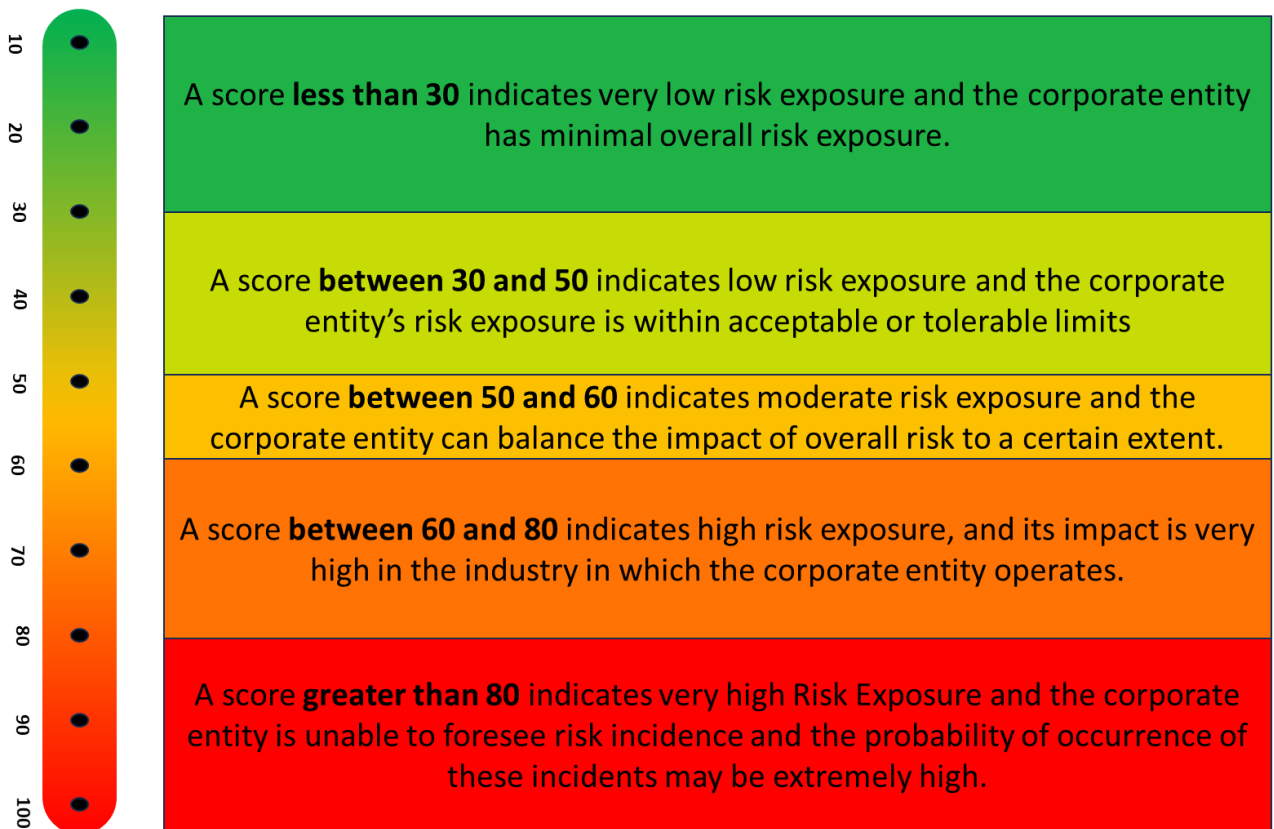 10
20
30
40
50
60
70
80
90
100
A score less than 30 indicates very low risk exposure and the corporate entity
has minimal overall risk exposure.
A score between 30 and 50 indicates low risk exposure and the corporate
entity’s risk exposure is within acceptable or tolerable limits
A score between 50 and 60 indicates moderate risk exposure and the
corporate entity can balance the impact of overall risk to a certain extent.
A score between 60 and 80 indicates high risk exposure, and its impact is very
high in the industry in which the corporate entity operates.
A score greater than 80 indicates very high Risk Exposure and the corporate
entity is unable to foresee risk incidence and the probability of occurrence of
these incidents may be extremely high.